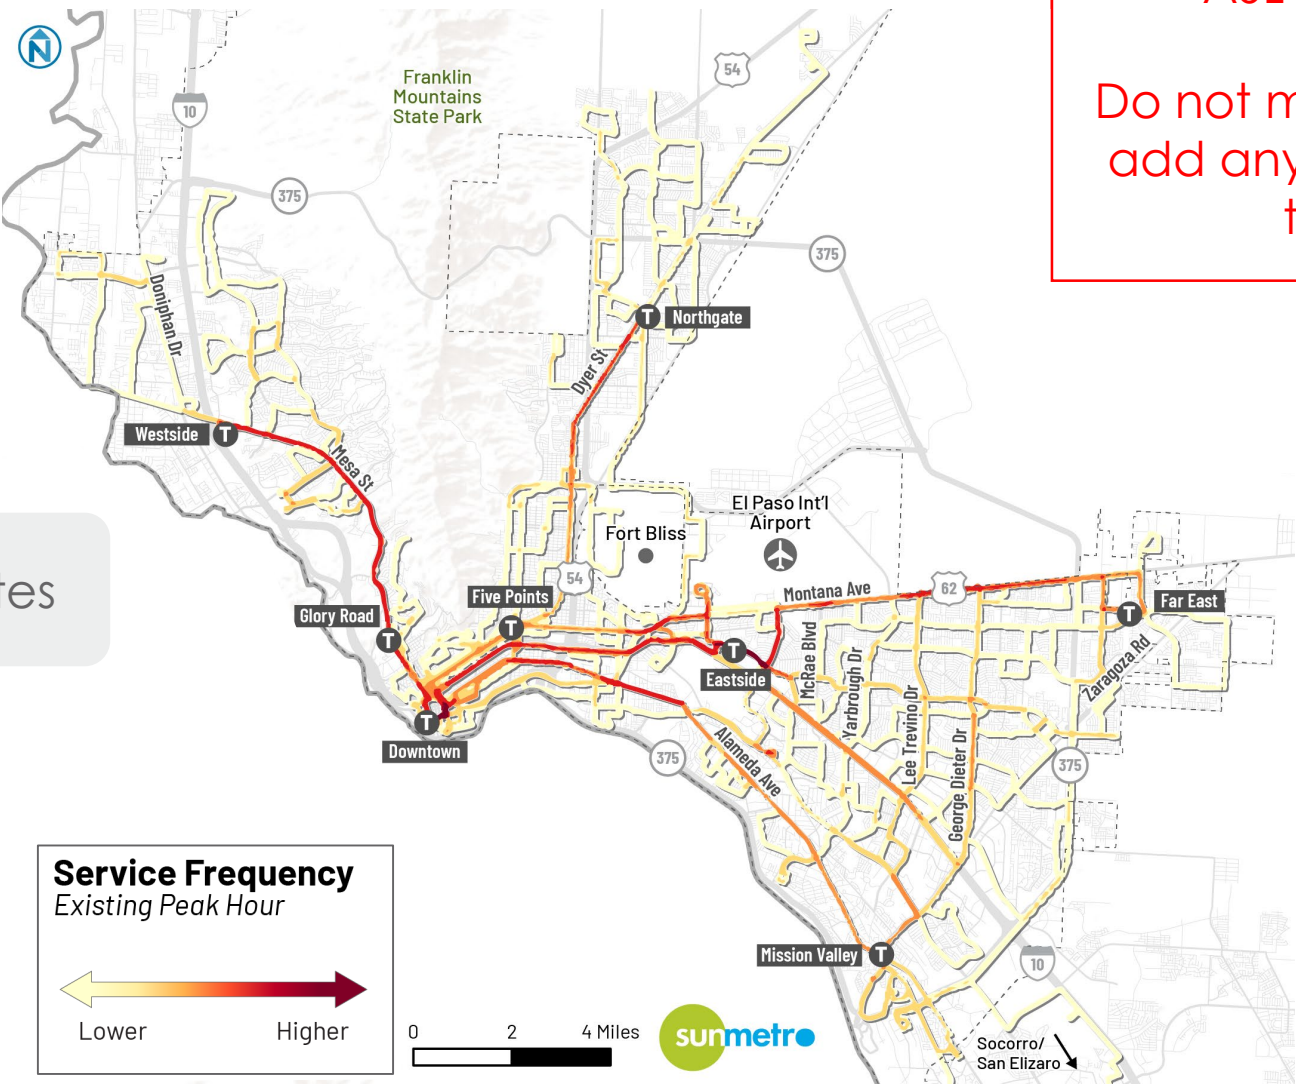 Do not m
add any
t
N
Franklin
Mountains
State Park
54
10
375
375
Doniphan Dr
T
Northgate
Dyer St
Westside
T
Mesa St
El Paso Int'l
Airport
Fort Bliss
tes
54
Five Points
T
Montana Ave
62
Far East
T
Glory Road
T
Eastside
T
McRae Blvd
Yarbrough Dr
Lee Trevino Dr
George Dieter Dr
Zaragoza Rd
T
Downtown
375
Alameda Ave
375
Service Frequency
Existing Peak Hour
Lower
Higher
Mission Valley
T
10
0
2
4 Miles
sunmetro
Socorro/
San Elizaro